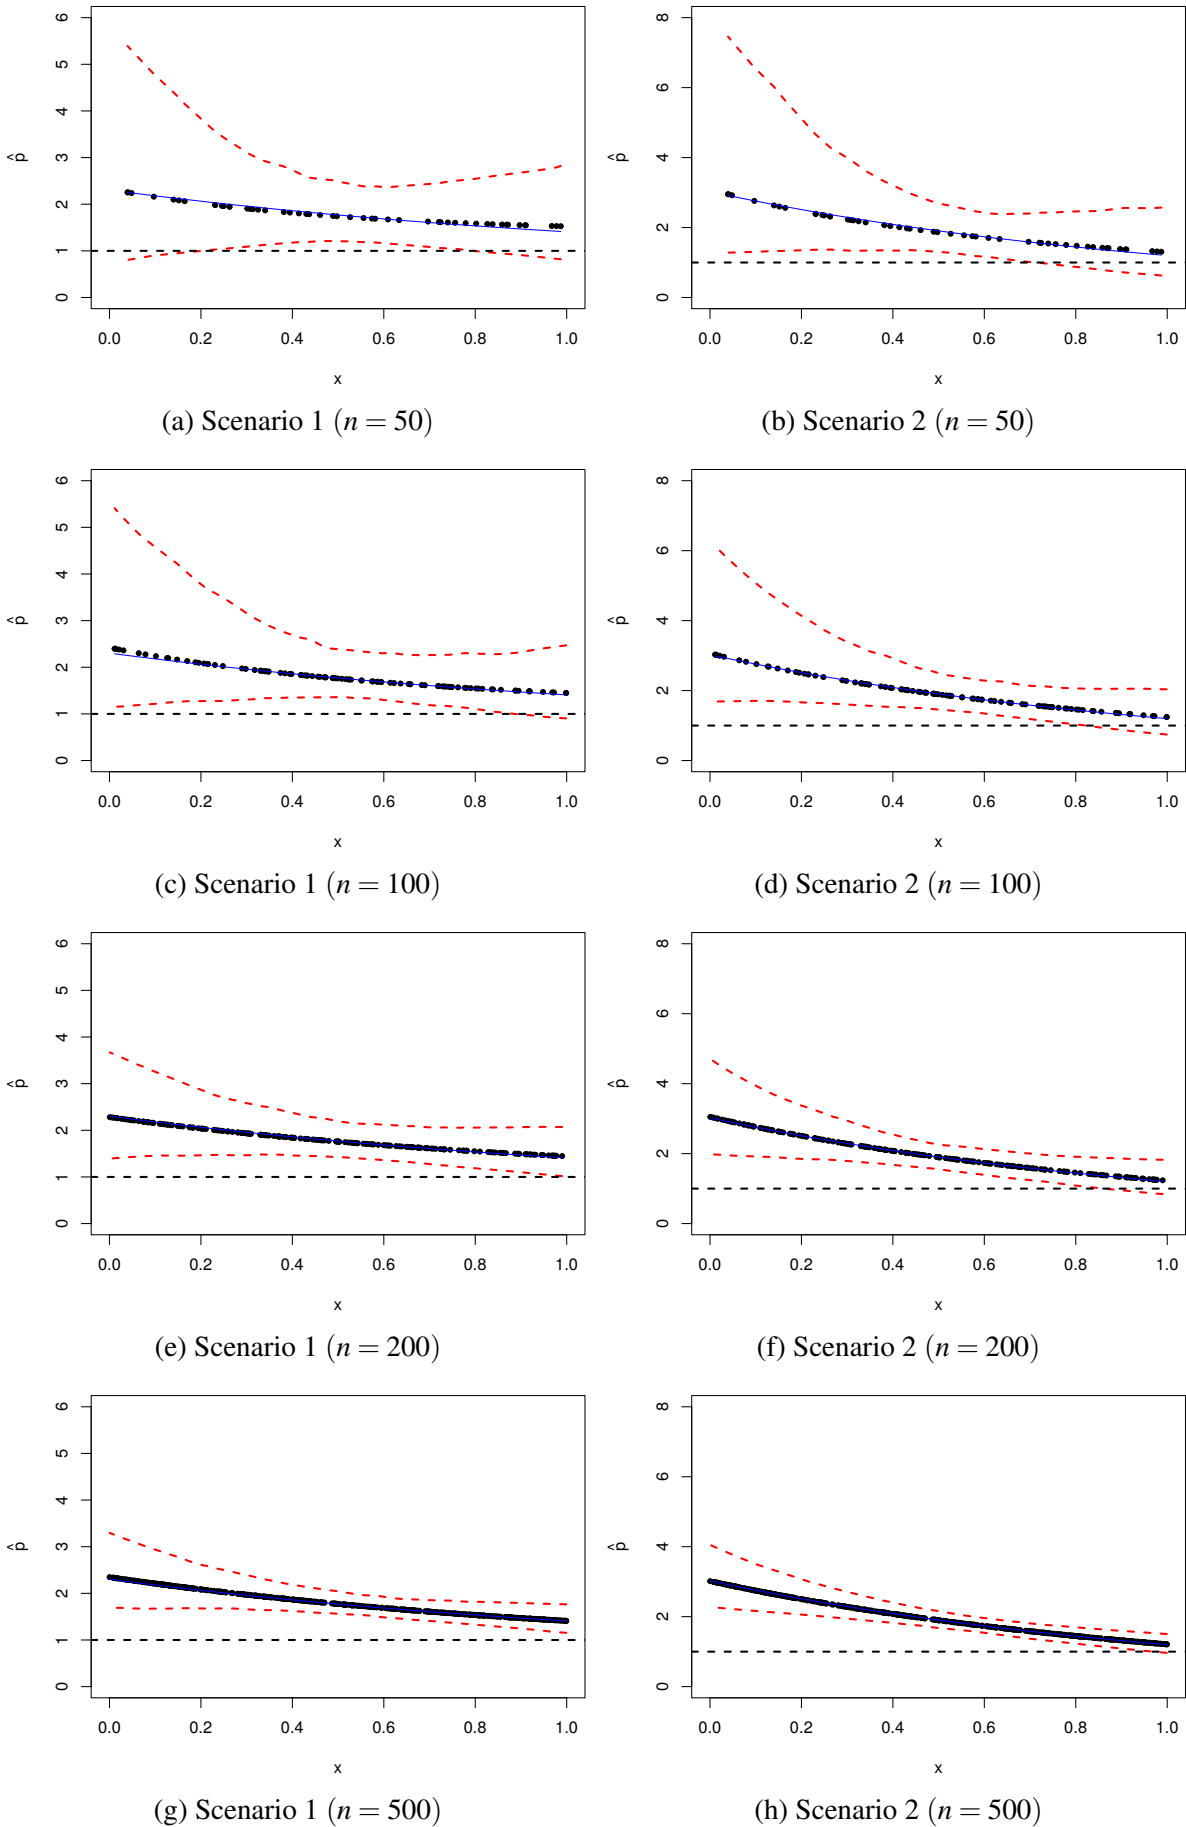 6
5
4
3
2
1
0
p̂
0.0 0.2 0.4 0.6 0.8 1.0
x
(a) Scenario 1 (n = 50)
8
6
4
2
0
p̂
0.0 0.2 0.4 0.6 0.8 1.0
x
(b) Scenario 2 (n = 50)
6
5
4
3
2
1
0
p̂
0.0 0.2 0.4 0.6 0.8 1.0
x
(c) Scenario 1 (n = 100)
8
6
4
2
0
p̂
0.0 0.2 0.4 0.6 0.8 1.0
x
(d) Scenario 2 (n = 100)
6
5
4
3
2
1
0
p̂
0.0 0.2 0.4 0.6 0.8 1.0
x
(e) Scenario 1 (n = 200)
8
6
4
2
0
p̂
0.0 0.2 0.4 0.6 0.8 1.0
x
(f) Scenario 2 (n = 200)
6
5
4
3
2
1
0
p̂
0.0 0.2 0.4 0.6 0.8 1.0
x
(g) Scenario 1 (n = 500)
8
6
4
2
0
p̂
0.0 0.2 0.4 0.6 0.8 1.0
x
(h) Scenario 2 (n = 500)